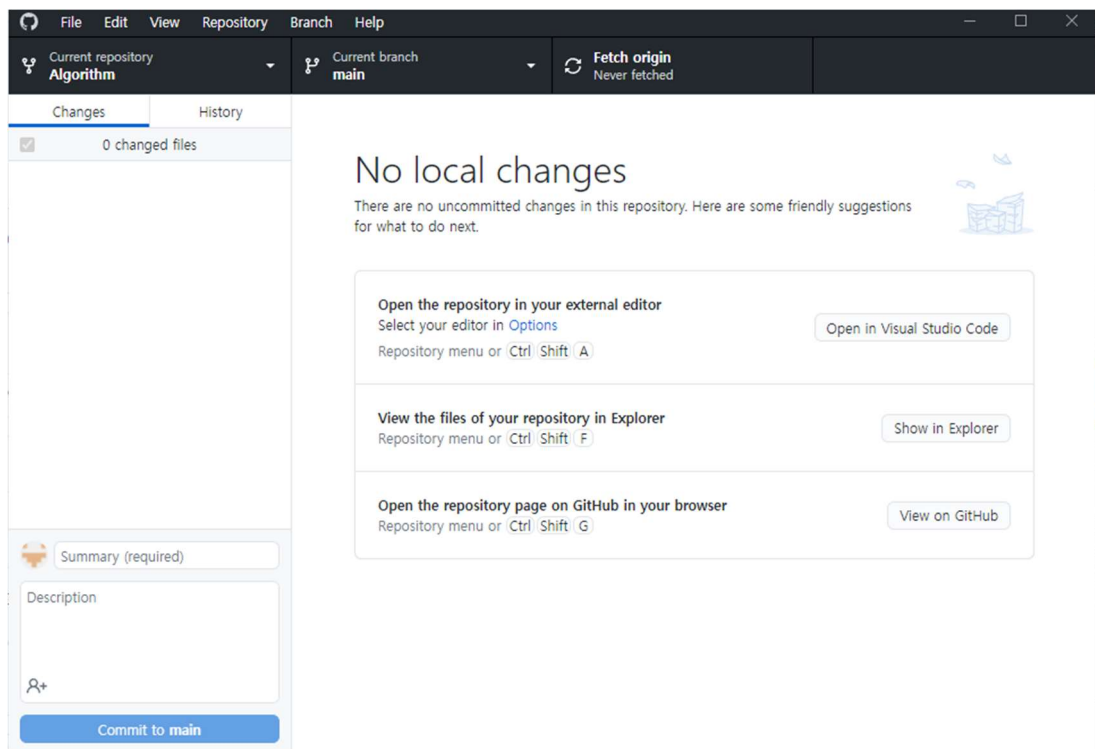 File Edit View Repository Branch Help
Current repository
Algorithm
Current branch
main
Fetch origin
Never fetched
Changes History
0 changed files
No local changes
There are no uncommitted changes in this repository. Here are some friendly suggestions
for what to do next.
Open the repository in your external editor
Select your editor in Options
Repository menu or Ctrl Shift A
Open in Visual Studio Code
View the files of your repository in Explorer
Repository menu or Ctrl Shift F
Show in Explorer
Open the repository page on GitHub in your browser
Repository menu or Ctrl Shift G
View on GitHub
Summary (required)
Description
Commit to main